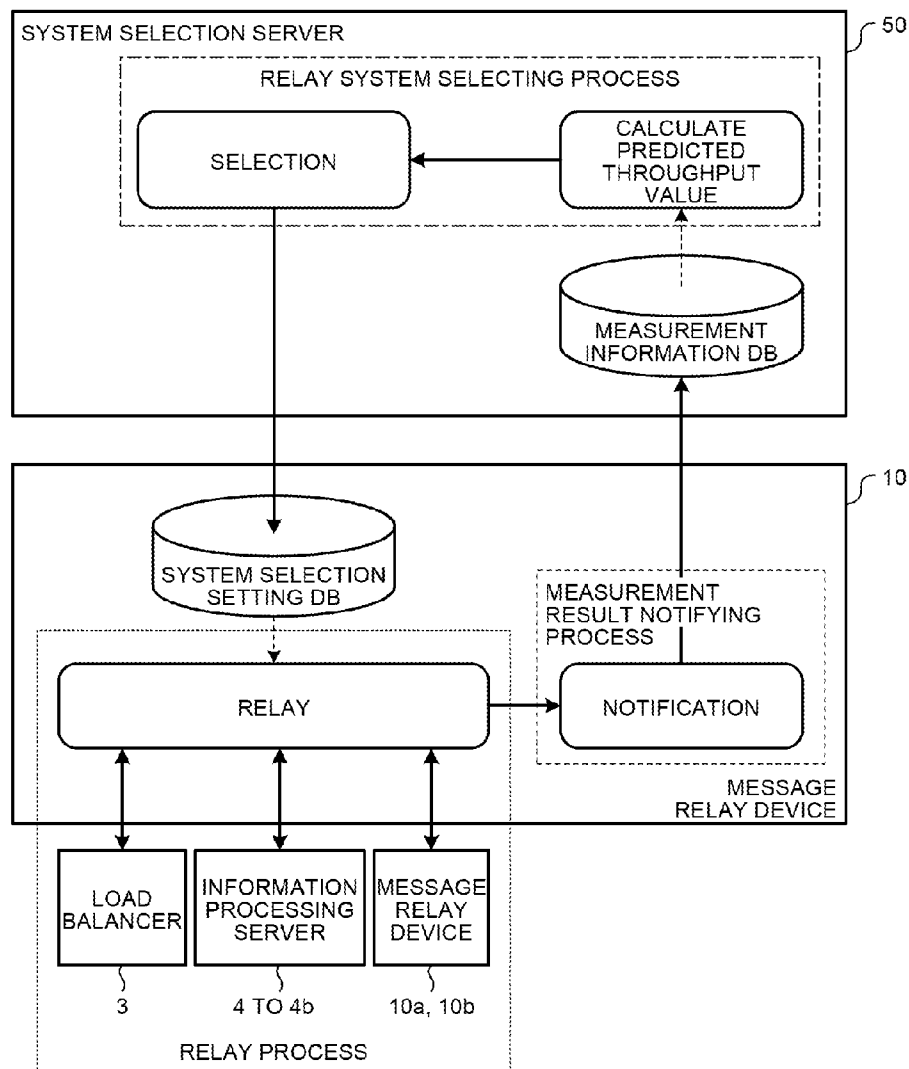 50
SYSTEM SELECTION SERVER
RELAY SYSTEM SELECTING PROCESS
SELECTION
CALCULATE
PREDICTED
THROUGHPUT
VALUE
MEASUREMENT
INFORMATION DB
10
SYSTEM SELECTION
SETTING DB
MEASUREMENT
RESULT NOTIFYING
PROCESS
RELAY
NOTIFICATION
MESSAGE
RELAY DEVICE
LOAD
BALANCER
INFORMATION
PROCESSING
SERVER
MESSAGE
RELAY
DEVICE
3
4 TO 4b
10a, 10b
RELAY PROCESS